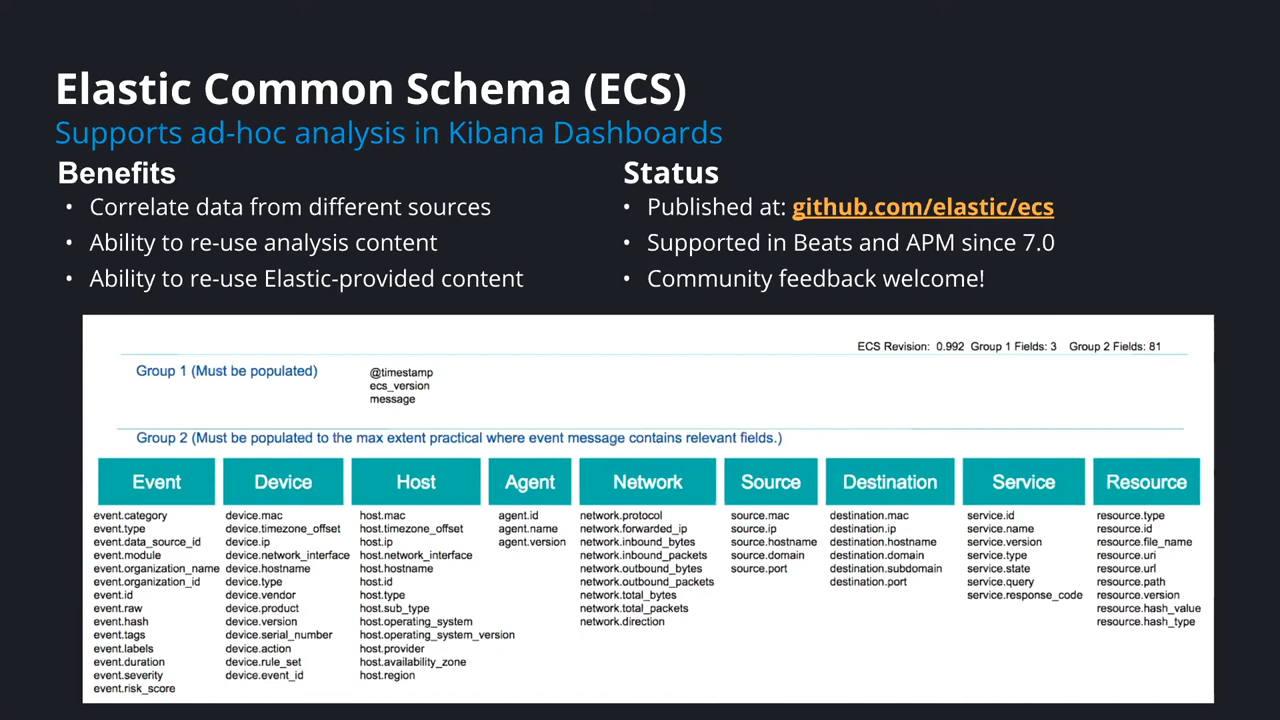 Elastic Common Schema (ECS)
Supports ad-hoc analysis in Kibana Dashboards
Benefits
• Correlate data from different sources
• Ability to re-use analysis content
• Ability to re-use Elastic-provided content
Status
• Published at: github.com/elastic/ecs
• Supported in Beats and APM since 7.0
• Community feedback welcome!
ECS Revision: 0.992 Group 1 Fields: 3 Group 2 Fields: 81
Group 1 (Must be populated)
@timestamp
ecs_version
message
Group 2 (Must be populated to the max extent practical where event message contains relevant fields.)
Event
event.category
event.type
event.data_source_id
event.module
event.organization_name
event.organization_id
event.id
event.raw
event.hash
event.tags
event.labels
event.duration
event.severity
event.risk_score
Device
device.mac
device.timezone_offset
device.ip
device.network_interface
device.hostname
device.type
device.vendor
device.product
device.version
device.serial_number
device.action
device.rule_set
device.event_id
Host
host.mac
host.timezone_offset
host.ip
host.network_interface
host.hostname
host.id
host.type
host.sub_type
host.operating_system
host.operating_system_version
host.provider
host.availability_zone
host.region
Agent
agent.id
agent.name
agent.version
Network
network.protocol
network.forwarded_ip
network.inbound_bytes
network.inbound_packets
network.outbound_bytes
network.outbound_packets
network.total_bytes
network.total_packets
network.direction
Source
source.mac
source.ip
source.hostname
source.domain
source.port
Destination
destination.mac
destination.ip
destination.hostname
destination.domain
destination.subdomain
destination.port
Service
service.id
service.name
service.version
service.type
service.state
service.query
service.response_code
Resource
resource.type
resource.id
resource.file_name
resource.uri
resource.url
resource.path
resource.version
resource.hash_value
resource.hash_type